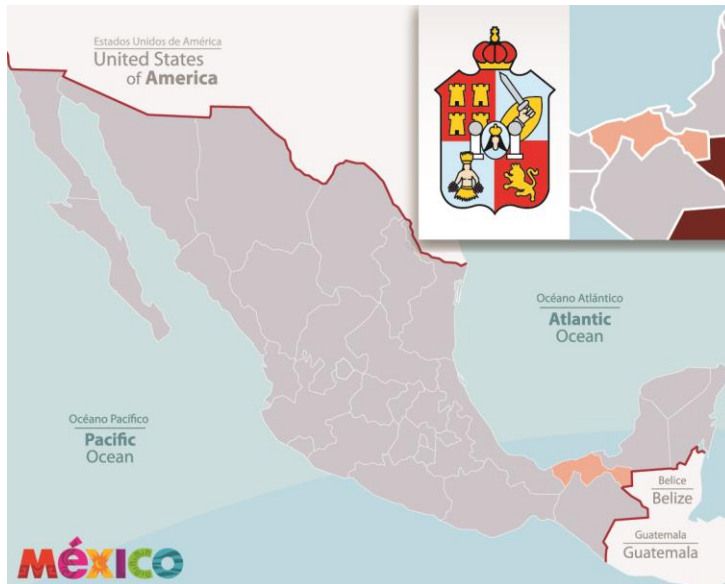 Estados Unidos de América
United States
of America
Océano Atlántico
Atlantic
Ocean
Océano Pacífico
Pacific
Ocean
Belice
Belize
Guatemala
Guatemala
méxico